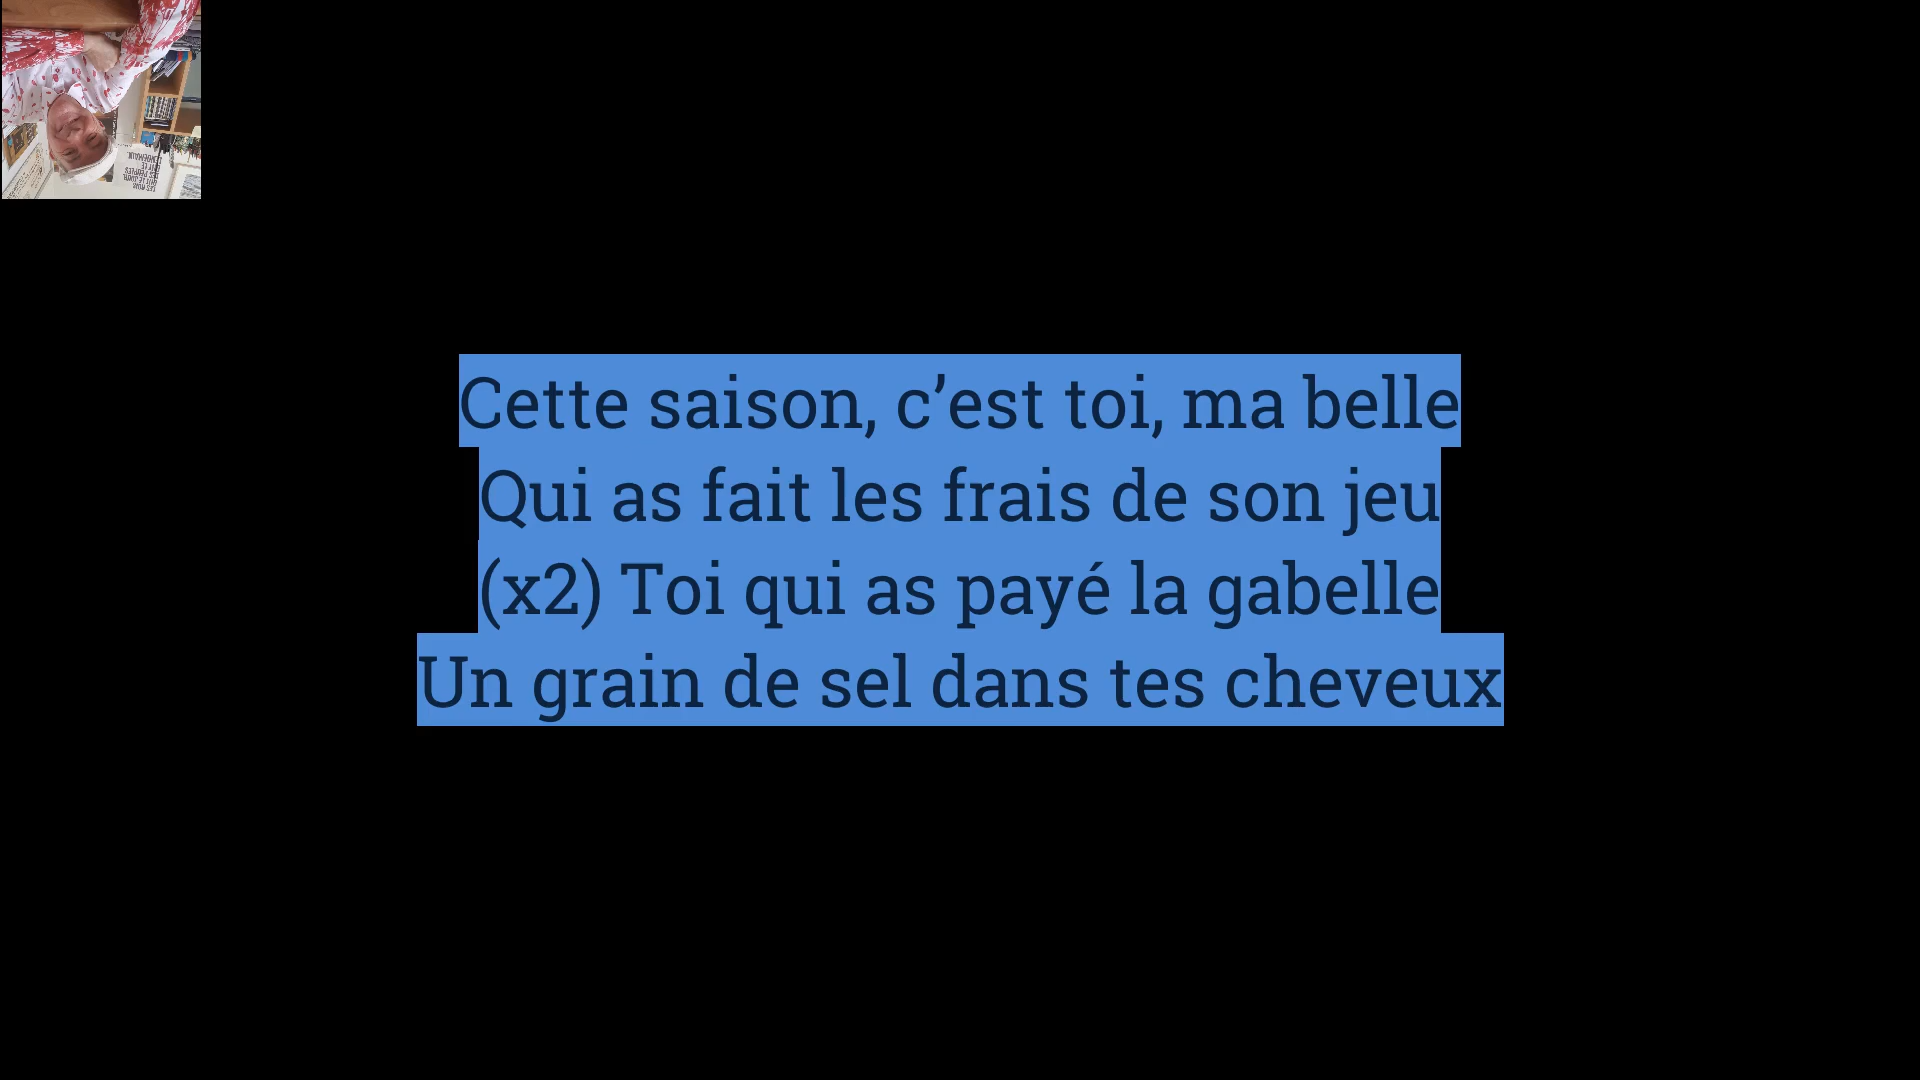 Cette saison, c’est toi, ma belle
Qui as fait les frais de son jeu
(x2) Toi qui as payé la gabelle
Un grain de sel dans tes cheveux